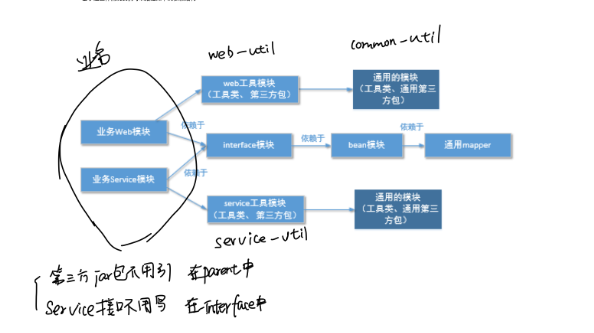 common-util
业务
web-util
web工具模块
（工具类、第三方包）
通用的模块
（工具类、通用第三
方包）
业务Web模块
依赖于
interface模块
依赖于
bean模块
依赖于
通用mapper
业务Service模块
依赖于
service工具模块
（工具类、第三方包）
通用的模块
（工具类、通用第三
方包）
service-util
第三方jar包不用引 在parent中
Service接口不用写 在interface中